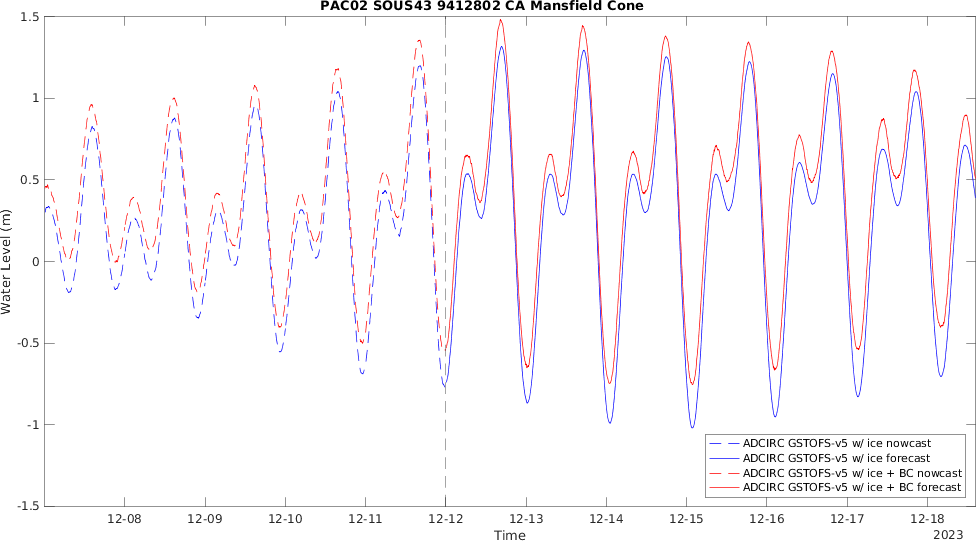 PAC02 SOUS43 9412802 CA Mansfield Cone
Water Level (m)
1.5
1
0.5
0
-0.5
-1
-1.5
12-08 12-09 12-10 12-11 12-12 12-13 12-14 12-15 12-16 12-17 12-18
Time
2023
ADCIRC GSTOFS-v5 w/ ice nowcast
ADCIRC GSTOFS-v5 w/ ice forecast
ADCIRC GSTOFS-v5 w/ ice + BC nowcast
ADCIRC GSTOFS-v5 w/ ice + BC forecast